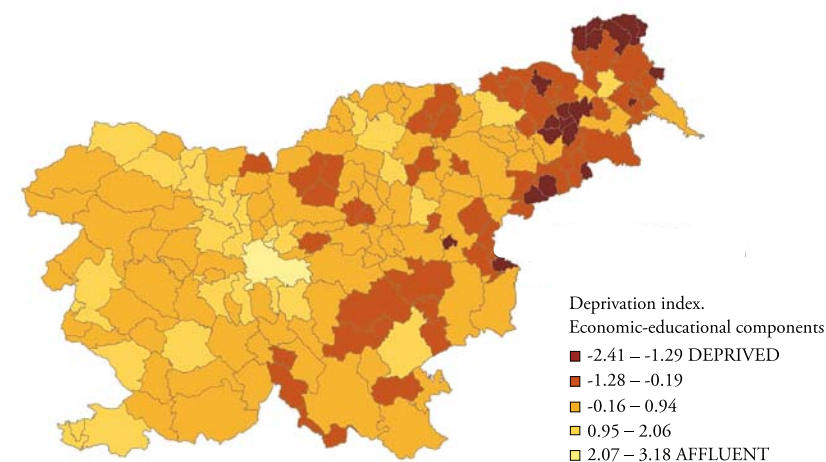 Deprivation index.
Economic-educational components
-2.41 – -1.29 DEPRIVED
-1.28 – -0.19
-0.16 – 0.94
0.95 – 2.06
2.07 – 3.18 AFFLUENT